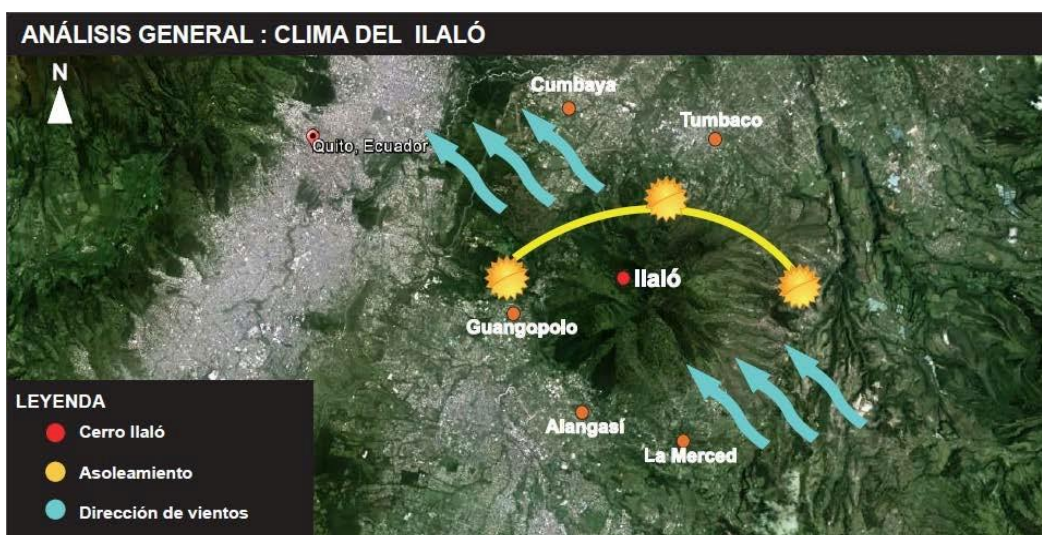 ANÁLISIS GENERAL : CLIMA DEL ILALÓ
N
Cumbaya
Tumbaco
Quito, Ecuador
Ilaló
Guangopolo
Alangasí
La Merced
LEYENDA
Cerro Ilaló
Asoleamiento
Dirección de vientos